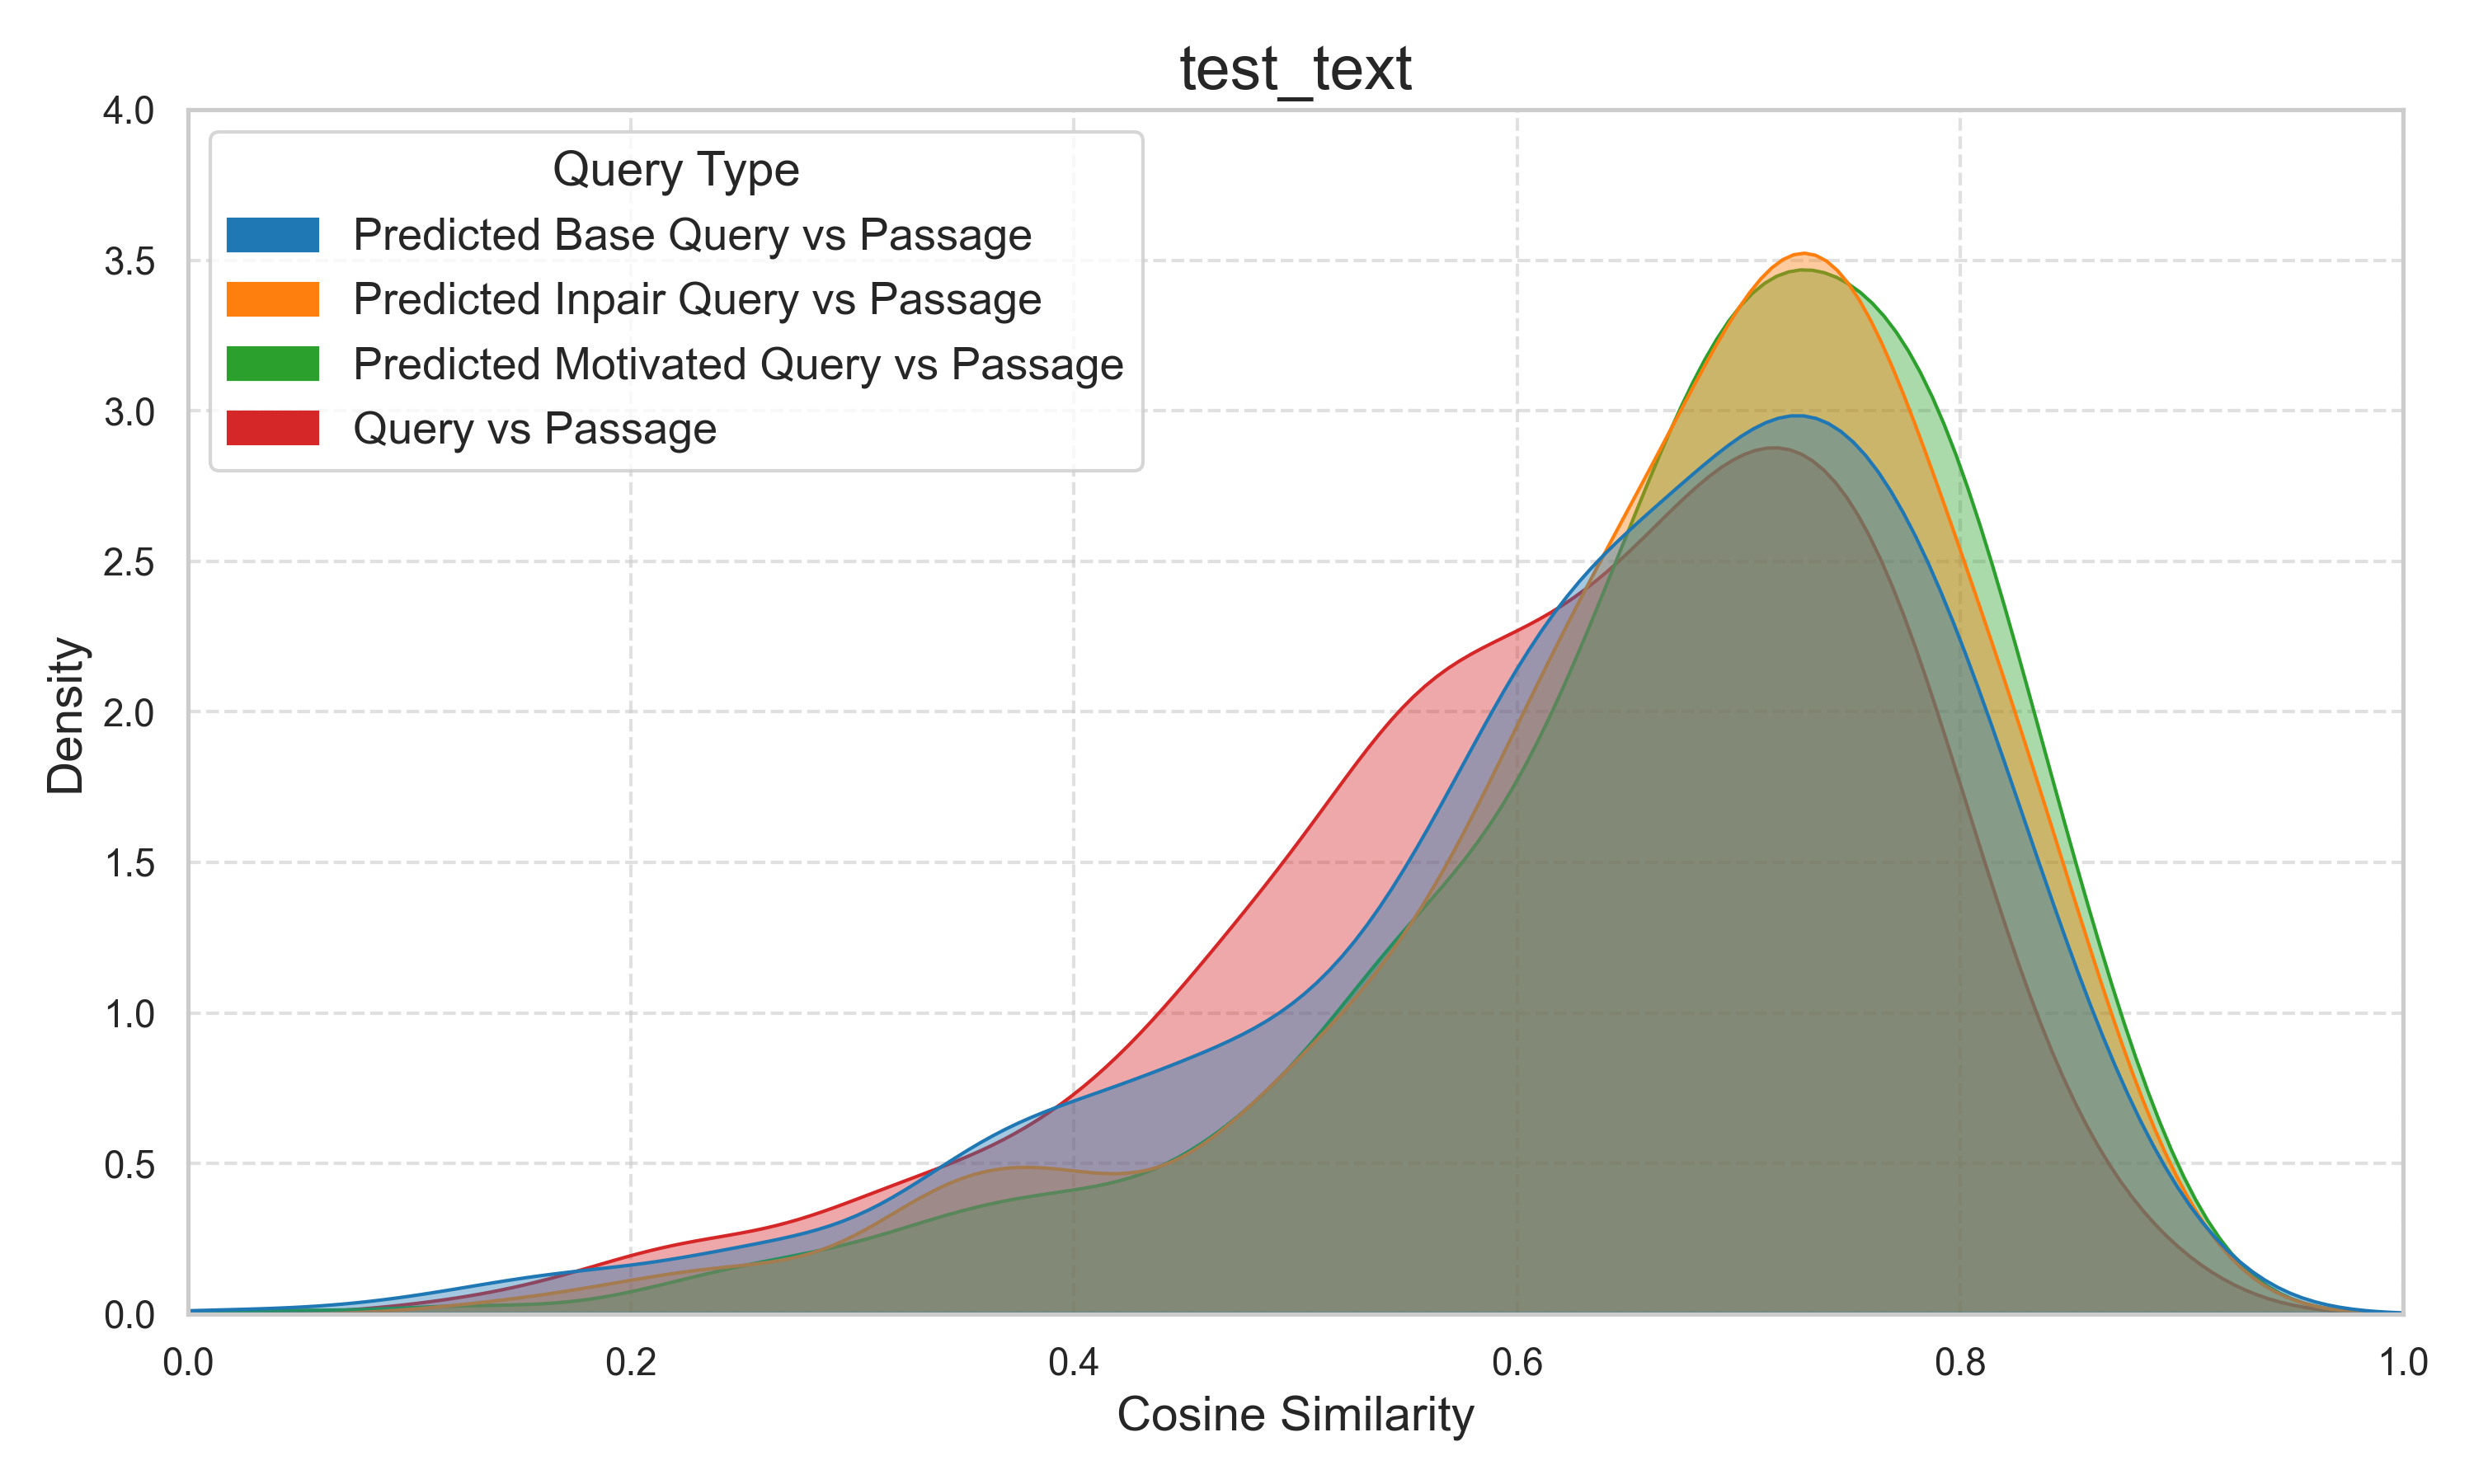 test_text
Query Type
Predicted Base Query vs Passage
Predicted Inpair Query vs Passage
Predicted Motivated Query vs Passage
Query vs Passage
Density
4.0
3.5
3.0
2.5
2.0
1.5
1.0
0.5
0.0
0.0 0.2 0.4 0.6 0.8 1.0
Cosine Similarity